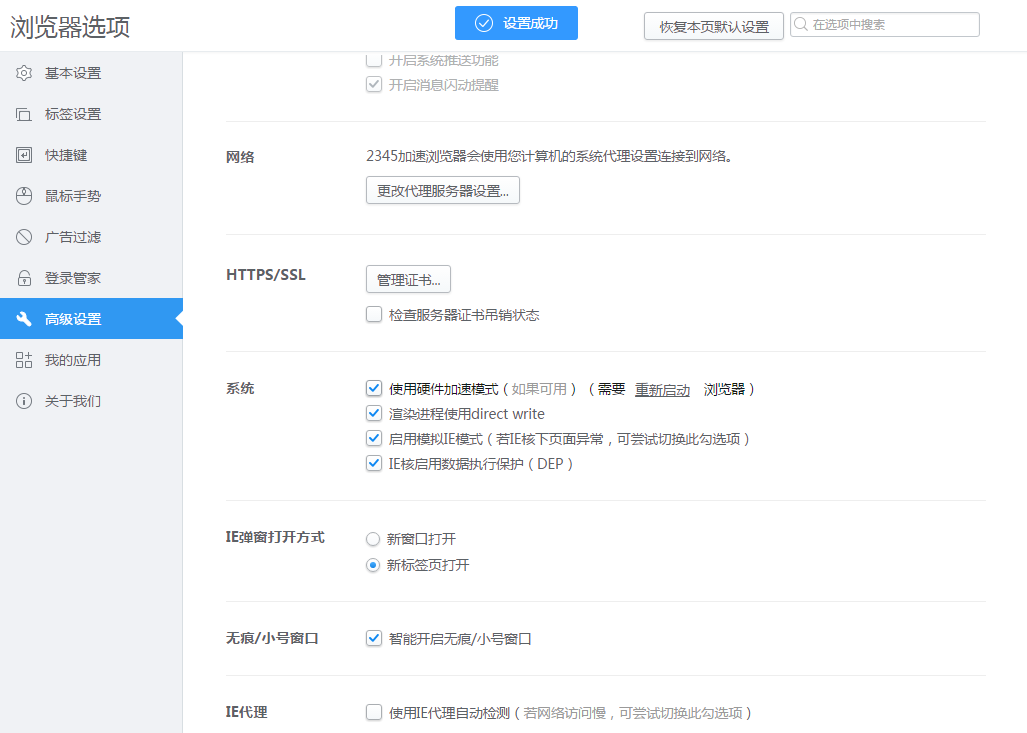 浏览器选项
设置成功
恢复本页默认设置
在选项中搜索
基本设置
标签设置
快捷键
鼠标手势
广告过滤
登录管家
高级设置
我的应用
关于我们
开启系统推送功能
开启消息闪动提醒
网络
2345加速浏览器会使用您计算机的系统代理设置连接到网络。
更改代理服务器设置...
HTTPS/SSL
管理证书...
检查服务器证书吊销状态
系统
使用硬件加速模式（如果可用）（需要 重新启动 浏览器）
渲染进程使用direct write
启用模拟IE模式（若IE核下页面异常，可尝试切换此勾选项）
IE核启用数据执行保护（DEP）
IE弹窗打开方式
新窗口打开
新标签页打开
无痕/小号窗口
智能开启无痕/小号窗口
IE代理
使用IE代理自动检测（若网络访问慢，可尝试切换此勾选项）